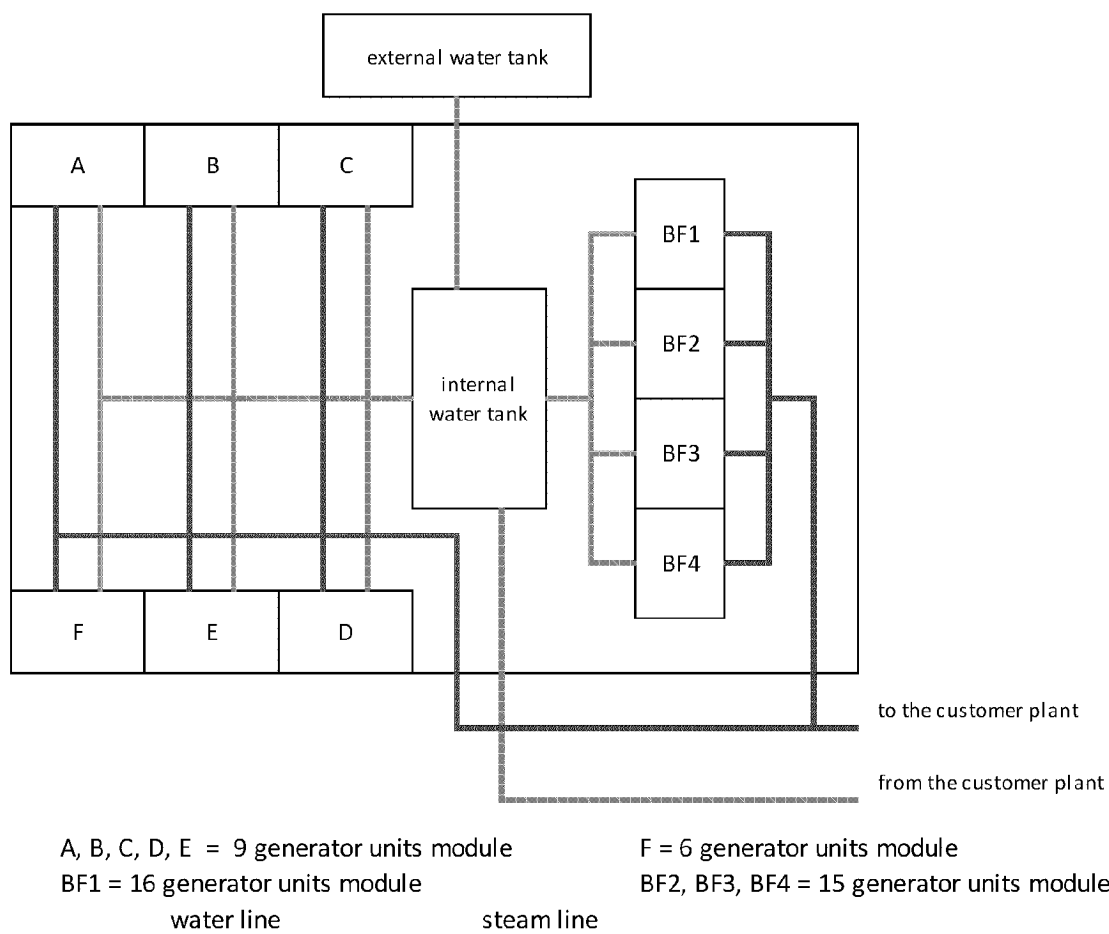 external water tank
A
B
C
BF1
BF2
internal
water tank
BF3
BF4
F
E
D
to the customer plant
from the customer plant
A, B, C, D, E = 9 generator units module
F = 6 generator units module
BF1 = 16 generator units module
BF2, BF3, BF4 = 15 generator units module
water line
steam line